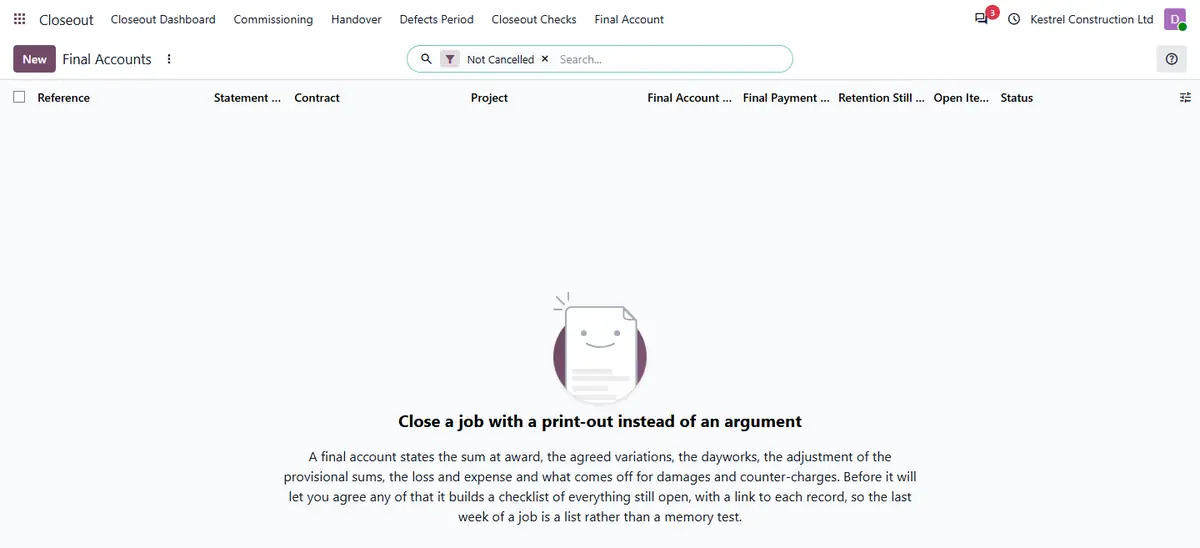 Closeout Closeout Dashboard Commissioning Handover Defects Period Closeout Checks Final Account 3 Kestrel Construction Ltd D
New Final Accounts Not Cancelled × Search...
Reference Statement ... Contract Project Final Account ... Final Payment ... Retention Still ... Open Ite... Status
Close a job with a print-out instead of an argument
A final account states the sum at award, the agreed variations, the dayworks, the adjustment of the
provisional sums, the loss and expense and what comes off for damages and counter-charges. Before it will
let you agree any of that it builds a checklist of everything still open, with a link to each record, so the last
week of a job is a list rather than a memory test.